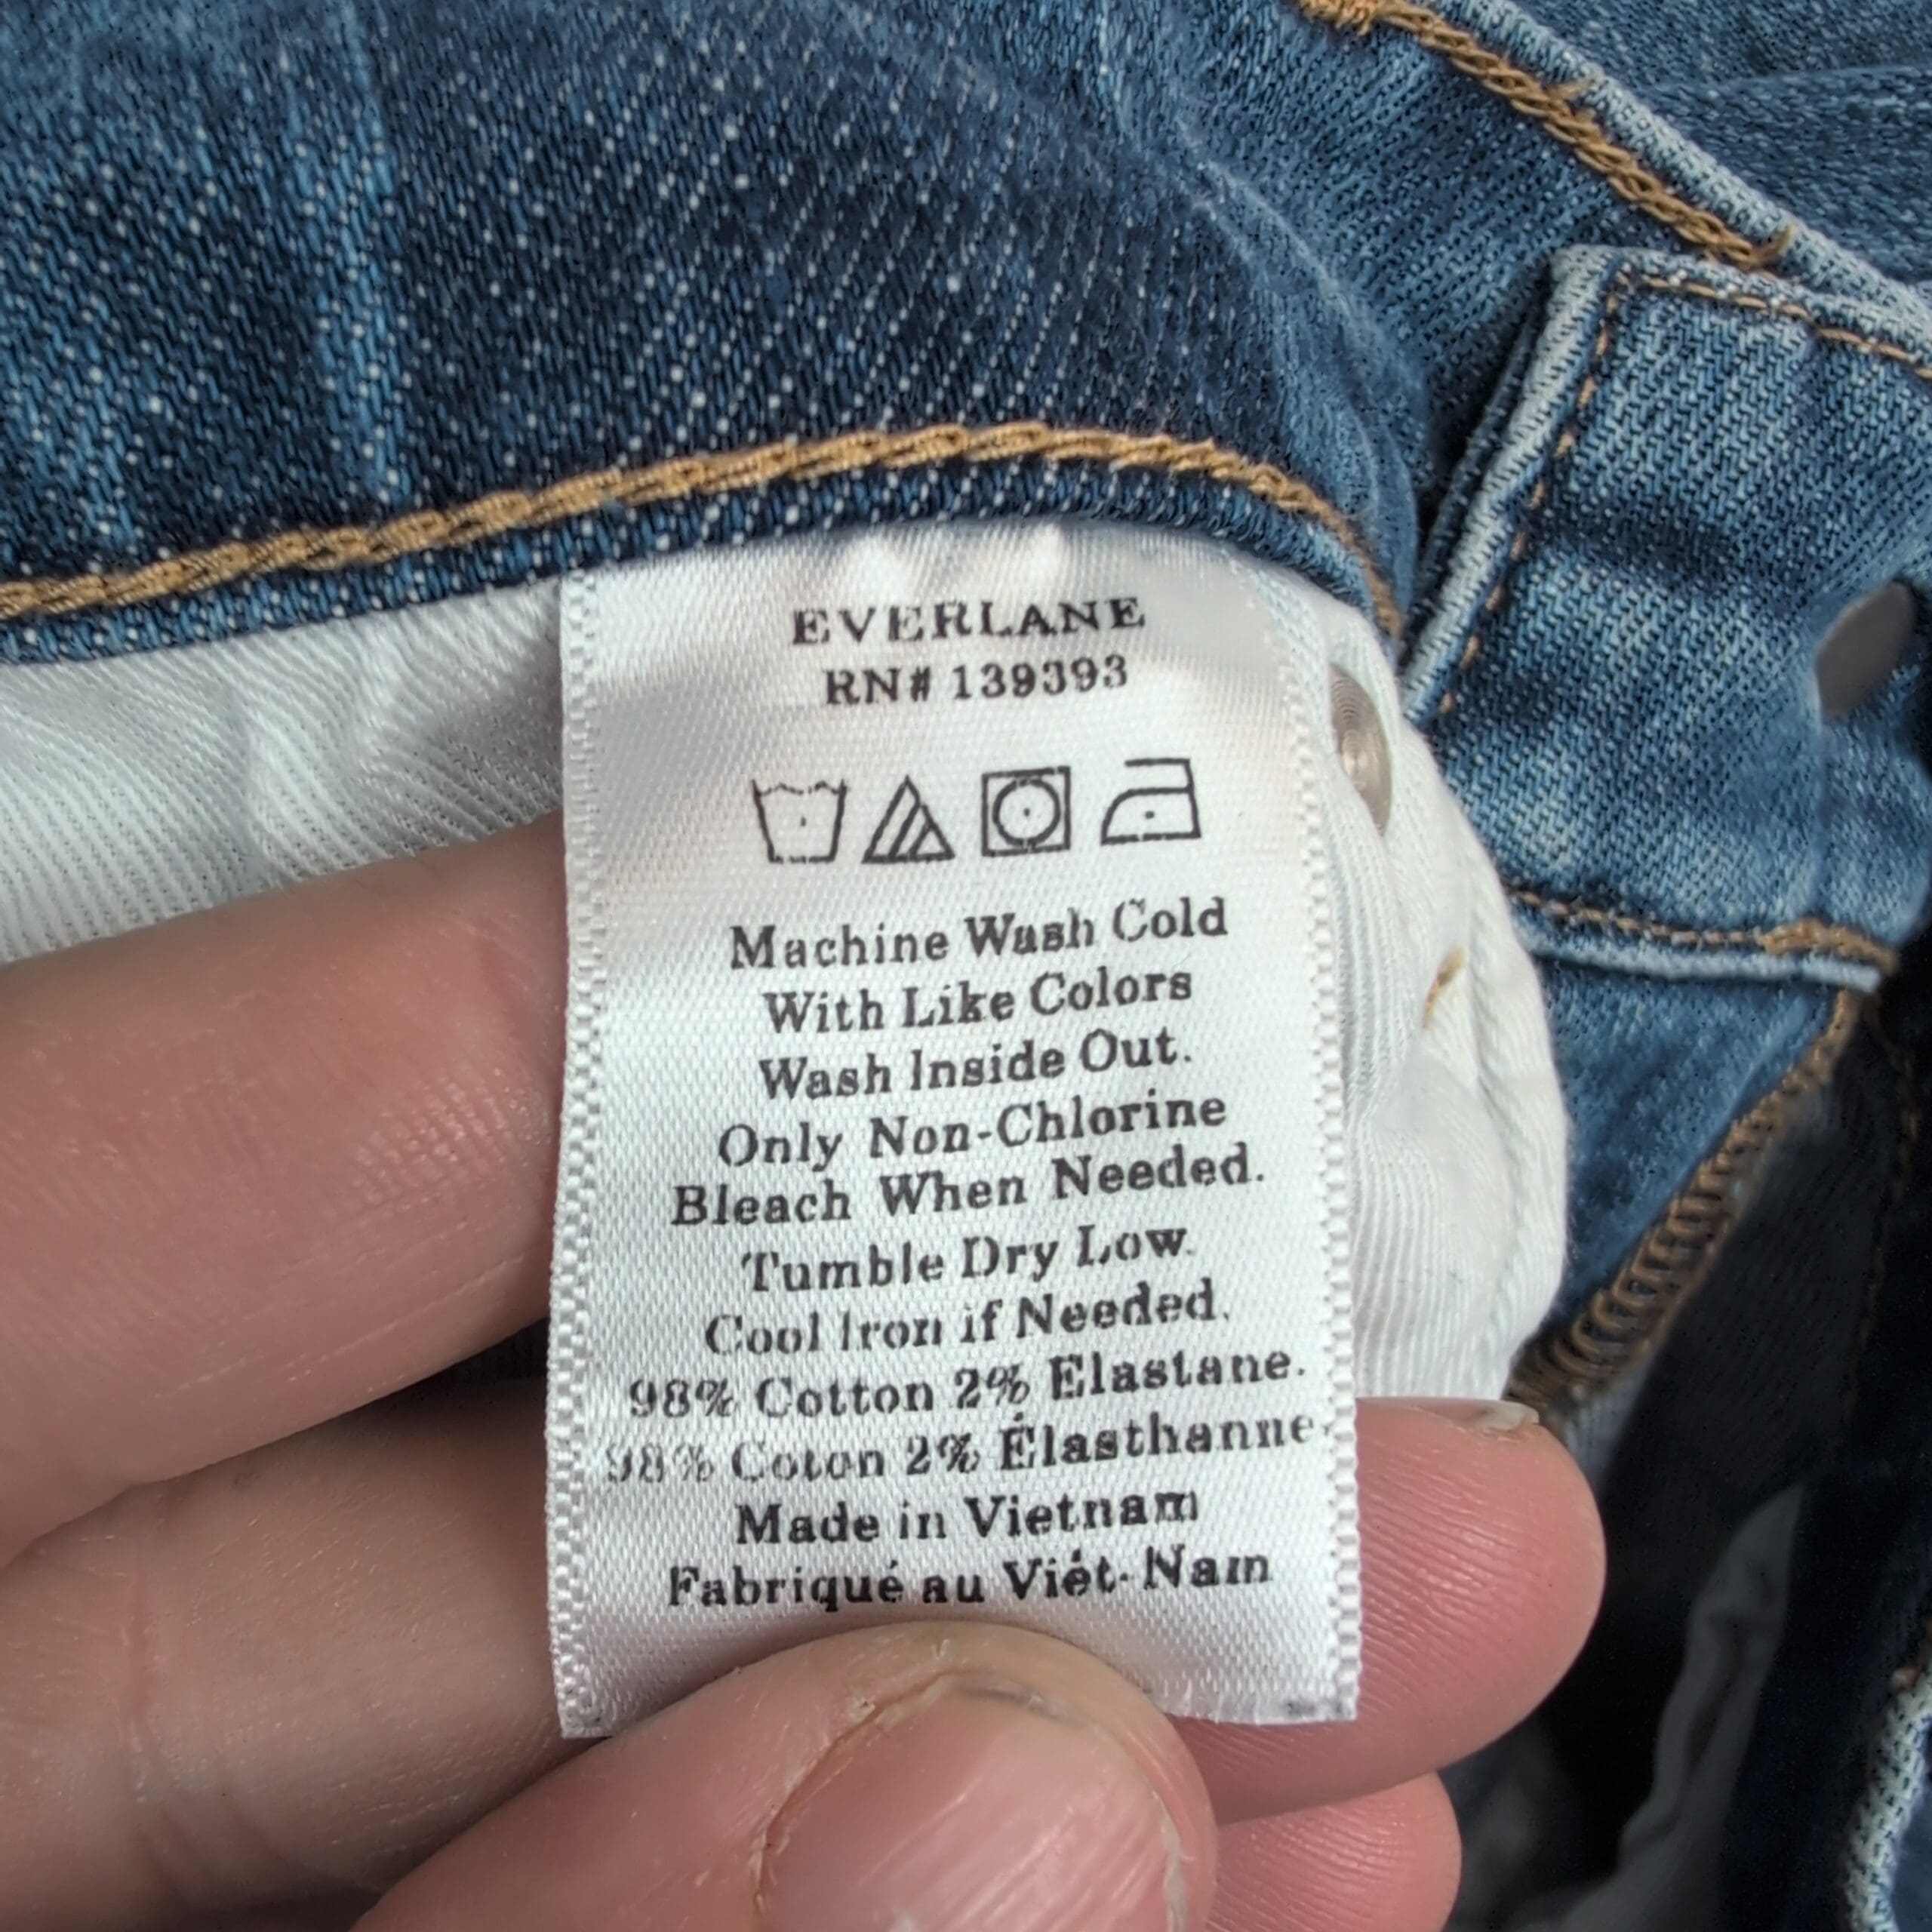 EVERLANE
RN# 139393
Machine Wash Cold
With Like Colors
Wash Inside Out.
Only Non-Chlorine
Bleach When Needed.
Tumble Dry Low.
Cool Iron if Needed.
98% Cotton 2% Elastane.
98% Coton 2% Élasthanne.
Made in Vietnam
Fabriqué au Viêt-Nam